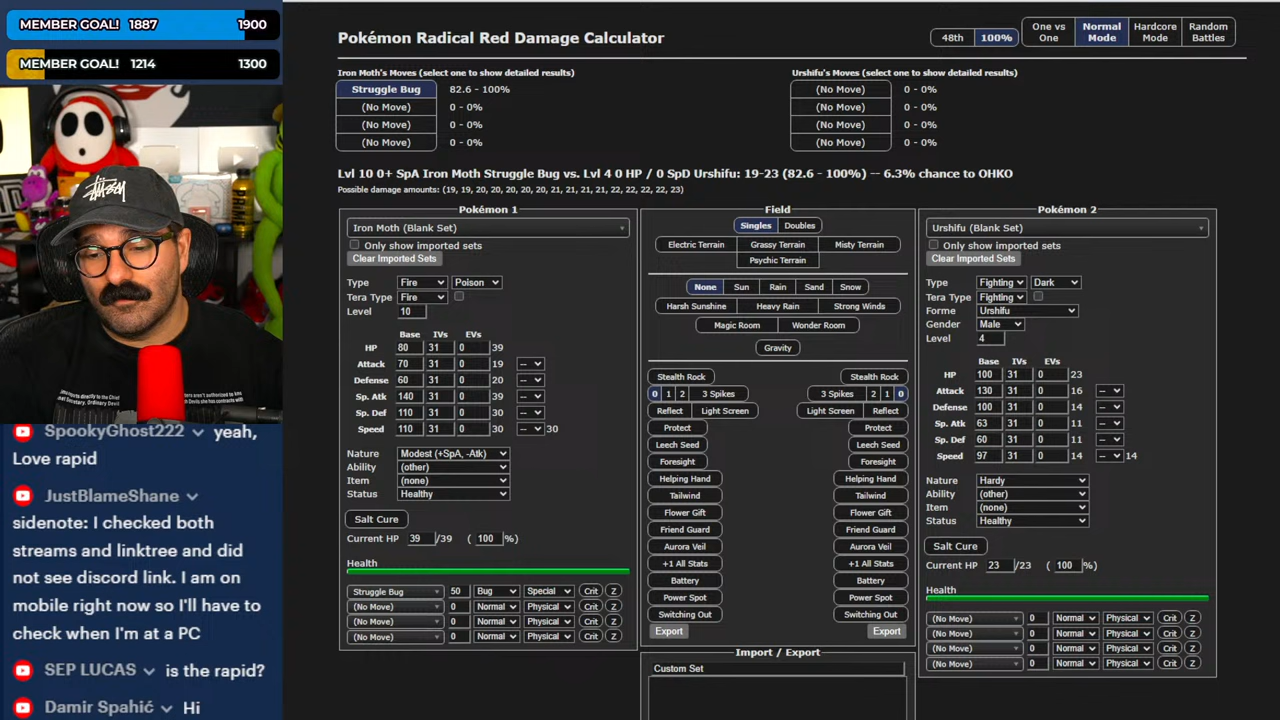 MEMBER GOAL! 1887 1900
MEMBER GOAL! 1214 1300
STÜSSY
SpookyGhost222 yeah,
Love rapid
JustBlameShane
sidenote: I checked both
streams and linktree and did
not see discord link. I am on
mobile right now so I'll have to
check when I'm at a PC
SEP LUCAS is the rapid?
Damir Spahić Hi
Pokémon Radical Red Damage Calculator
48th 100%
One vs One
Normal Mode
Hardcore Mode
Random Battles
Iron Moth's Moves (select one to show detailed results)
Struggle Bug 82.6 - 100%
(No Move) 0 - 0%
(No Move) 0 - 0%
(No Move) 0 - 0%
Urshifu's Moves (select one to show detailed results)
(No Move) 0 - 0%
(No Move) 0 - 0%
(No Move) 0 - 0%
(No Move) 0 - 0%
Lvl 10 0+ SpA Iron Moth Struggle Bug vs. Lvl 4 0 HP / 0 SpD Urshifu: 19-23 (82.6 - 100%) -- 6.3% chance to OHKO
Possible damage amounts: (19, 19, 20, 20, 20, 20, 20, 21, 21, 21, 21, 22, 22, 22, 22, 23)
Pokémon 1
Iron Moth (Blank Set)
Only show imported sets
Clear Imported Sets
Type Fire Poison
Tera Type Fire
Level 10
Base IVs EVs
HP 80 31 0 39
Attack 70 31 0 19 --
Defense 60 31 0 20 --
Sp. Atk 140 31 0 39 --
Sp. Def 110 31 0 30 --
Speed 110 31 0 30 -- 30
Nature Modest (+SpA, -Atk)
Ability (other)
Item (none)
Status Healthy
Salt Cure
Current HP 39 /39 ( 100 %)
Health
Struggle Bug 50 Bug Special Crit Z
(No Move) 0 Normal Physical Crit Z
(No Move) 0 Normal Physical Crit Z
(No Move) 0 Normal Physical Crit Z
Field
Singles Doubles
Electric Terrain Grassy Terrain Misty Terrain
Psychic Terrain
None Sun Rain Sand Snow
Harsh Sunshine Heavy Rain Strong Winds
Magic Room Wonder Room
Gravity
Stealth Rock Stealth Rock
0 1 2 3 Spikes 3 Spikes 2 1 0
Reflect Light Screen Light Screen Reflect
Protect Protect
Leech Seed Leech Seed
Foresight Foresight
Helping Hand Helping Hand
Tailwind Tailwind
Flower Gift Flower Gift
Friend Guard Friend Guard
Aurora Veil Aurora Veil
+1 All Stats +1 All Stats
Battery Battery
Power Spot Power Spot
Switching Out Switching Out
Export Export
Import / Export
Custom Set
Pokémon 2
Urshifu (Blank Set)
Only show imported sets
Clear Imported Sets
Type Fighting Dark
Tera Type Fighting
Forme Urshifu
Gender Male
Level 4
Base IVs EVs
HP 100 31 0 23
Attack 130 31 0 16 --
Defense 100 31 0 14 --
Sp. Atk 63 31 0 11 --
Sp. Def 60 31 0 11 --
Speed 97 31 0 14 -- 14
Nature Hardy
Ability (other)
Item (none)
Status Healthy
Salt Cure
Current HP 23 /23 ( 100 %)
Health
(No Move) 0 Normal Physical Crit Z
(No Move) 0 Normal Physical Crit Z
(No Move) 0 Normal Physical Crit Z
(No Move) 0 Normal Physical Crit Z